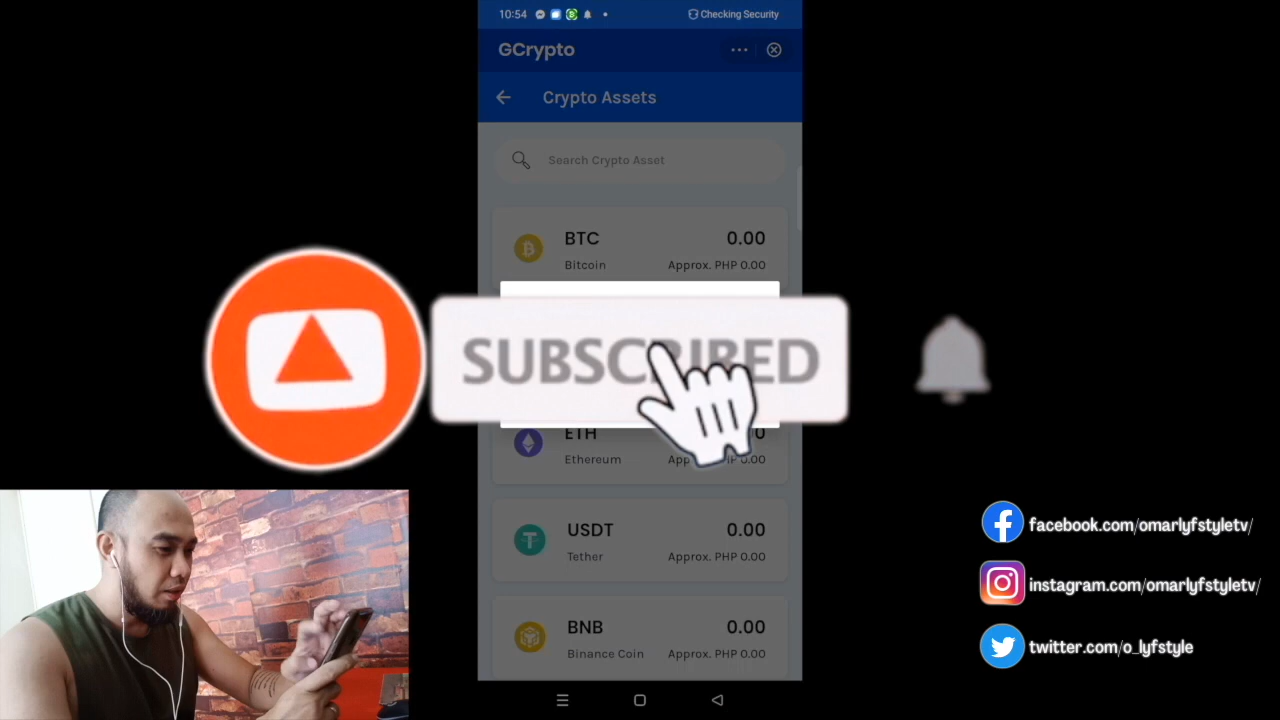 10:54
Checking Security
GCrypto
Crypto Assets
Search Crypto Asset
BTC 0.00
Bitcoin Approx. PHP 0.00
SUBSCRIBED
ETH
Ethereum
USDT 0.00
Tether Approx. PHP 0.00
BNB 0.00
Binance Coin Approx. PHP 0.00
facebook.com/omarlyfstyletv/
instagram.com/omarlyfstyletv/
twitter.com/o_lyfstyle